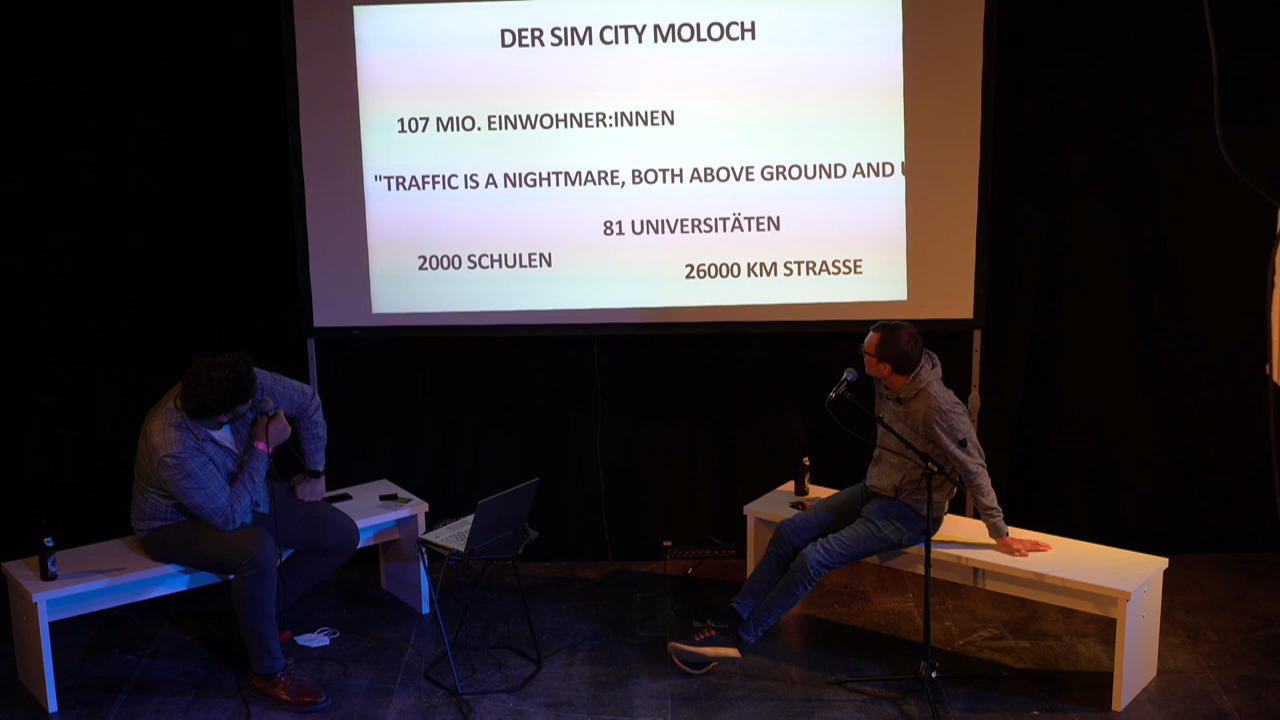 DER SIM CITY MOLOCH
107 MIO. EINWOHNER:INNEN
"TRAFFIC IS A NIGHTMARE, BOTH ABOVE GROUND AND
81 UNIVERSITÄTEN
2000 SCHULEN
26000 KM STRASSE